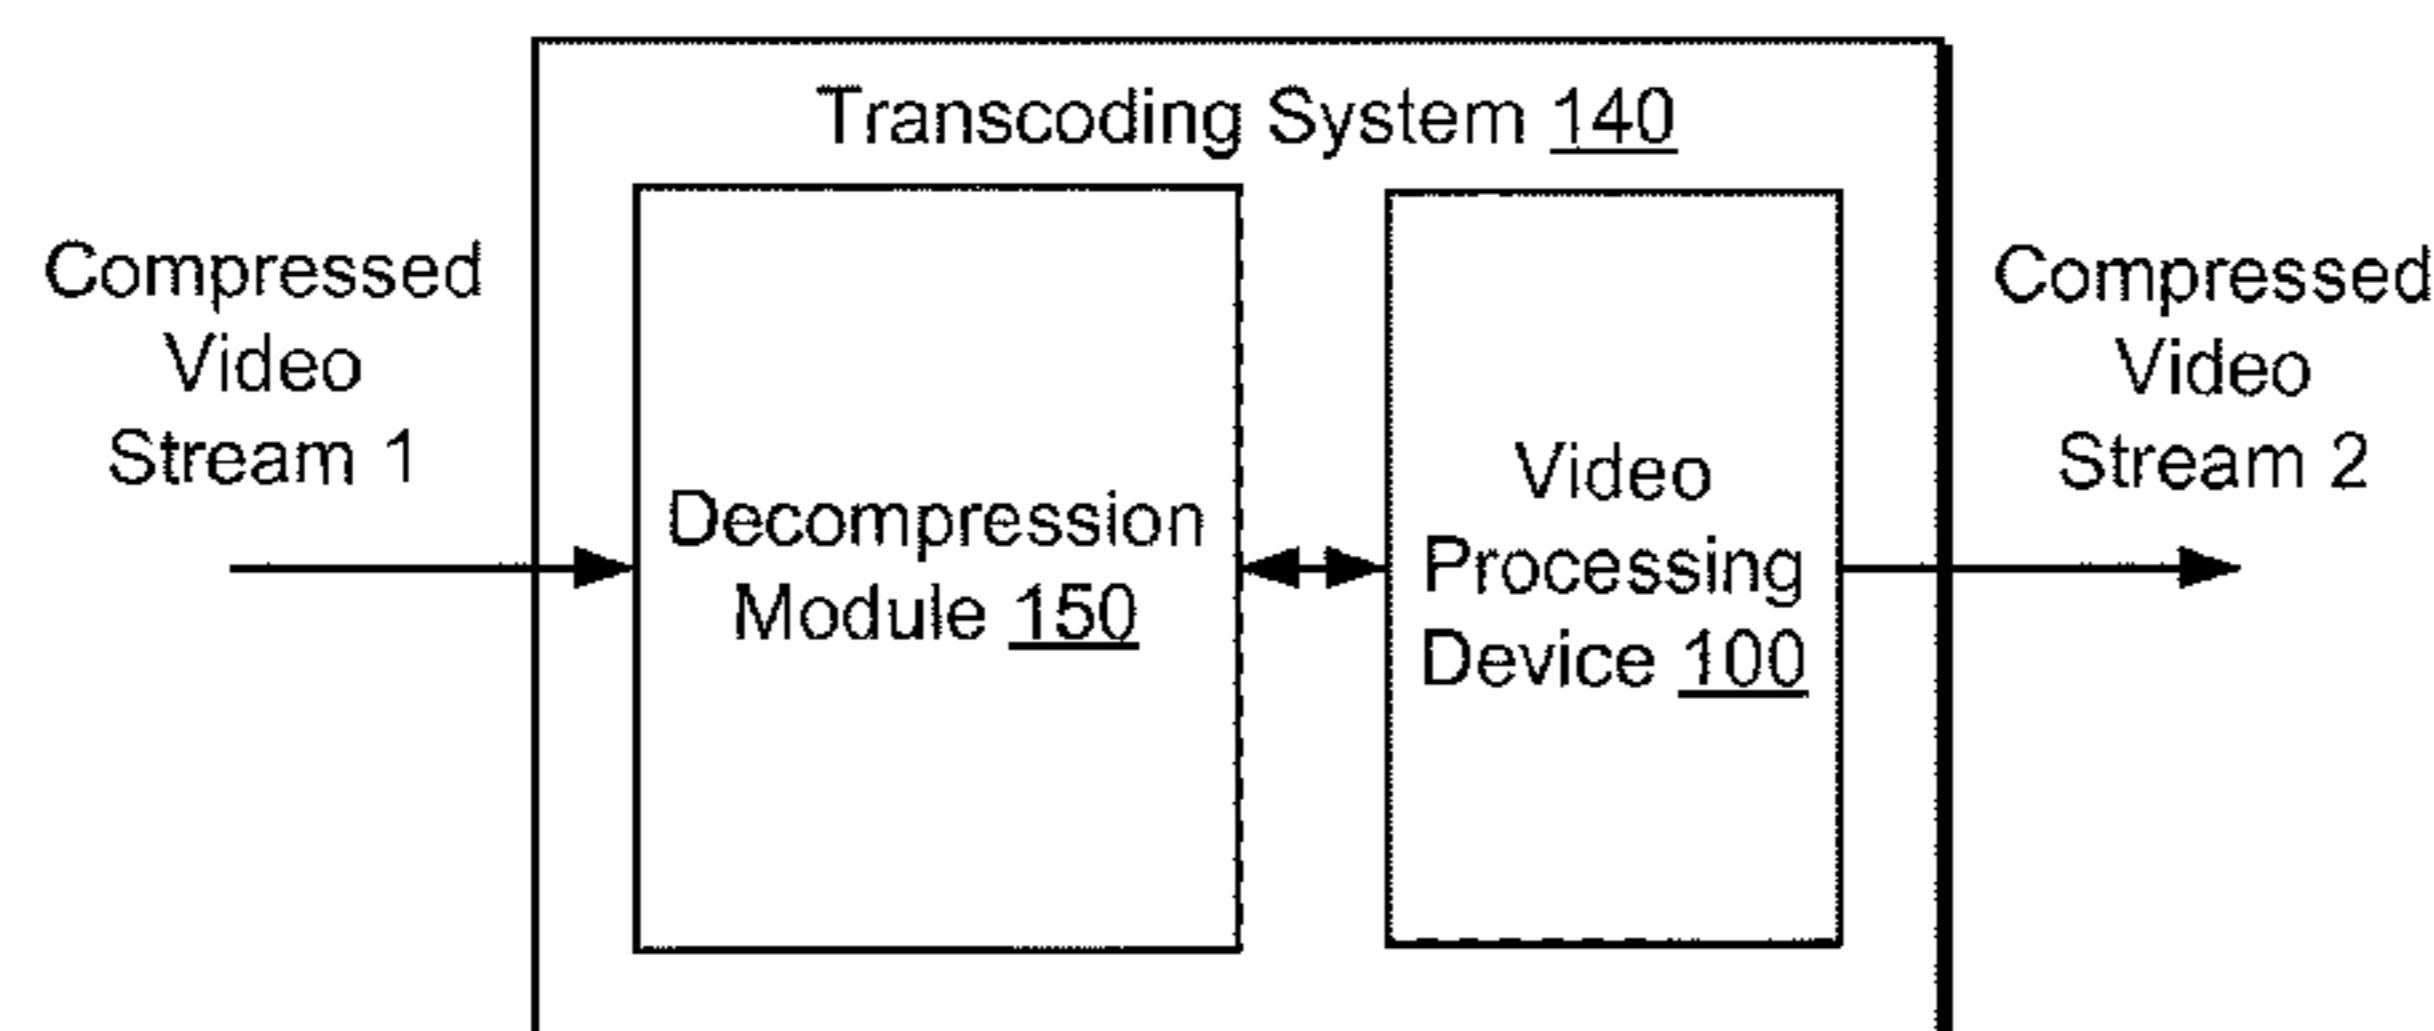 Transcoding System 140
Compressed
Video
Stream 1
Decompression
Module 150
Video
Processing
Device 100
Compressed
Video
Stream 2